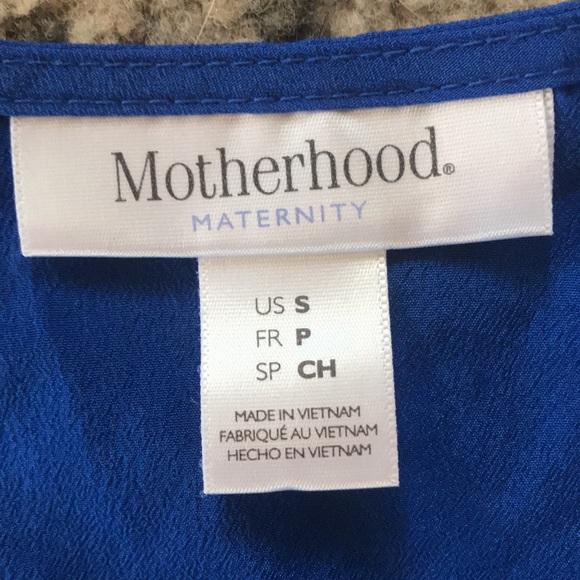 Motherhood®
MATERNITY
US S
FR P
SP CH
MADE IN VIETNAM
FABRIQUÉ AU VIETNAM
HECHO EN VIETNAM